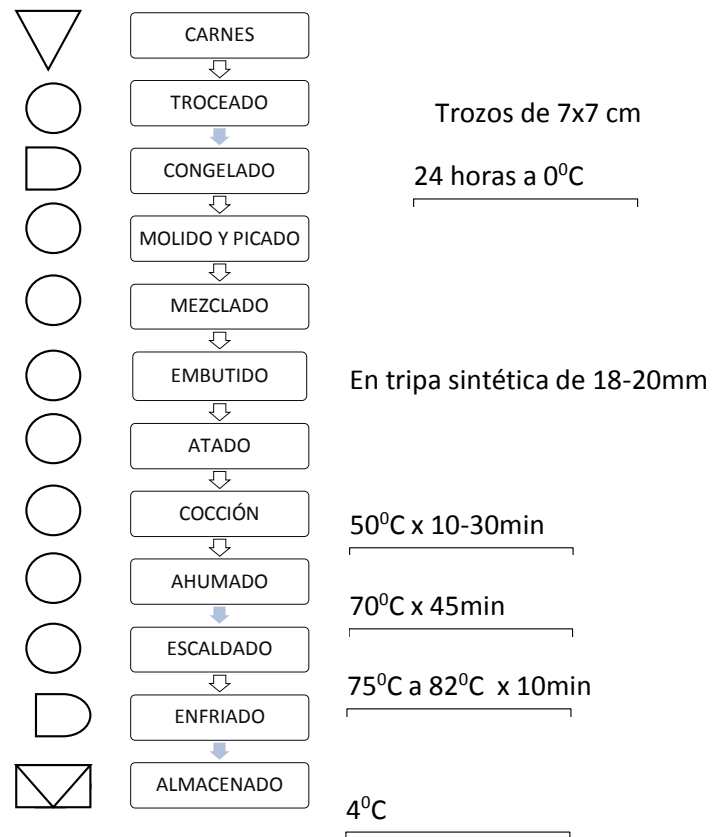 CARNES
TROCEADO
Trozos de 7x7 cm
CONGELADO
24 horas a 0⁰C
MOLIDO Y PICADO
MEZCLADO
EMBUTIDO
En tripa sintética de 18-20mm
ATADO
COCCIÓN
50⁰C x 10-30min
AHUMADO
70⁰C x 45min
ESCALDADO
75⁰C a 82⁰C x 10min
ENFRIADO
ALMACENADO
4⁰C